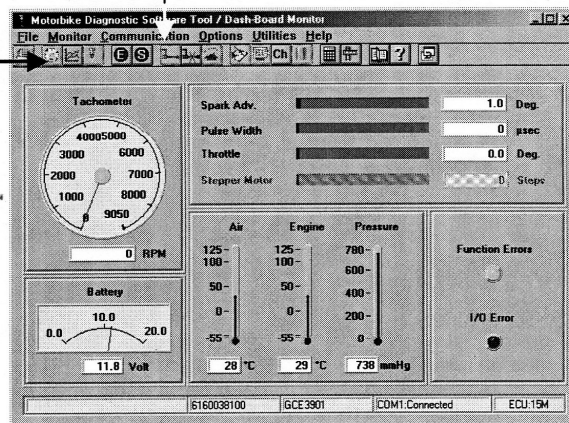 Motorbike Diagnostic Software Tool / Dash-Board Monitor
File Monitor Communication Options Utilities Help
E S Ch ?
Tachometer
4000 5000
3000 6000
2000 7000
1000 8000
0 9050
0 RPM
Spark Adv. 1.0 Deg.
Pulse Width 0 µsec
Throttle 0.0 Deg.
Stepper Motor 0 Steps
Battery
10.0
0.0 20.0
11.8 Volt
Air Engine Pressure
125- 125- 780-
100- 100- 600-
50- 50- 400-
0- 0- 200-
-55- -55- 0-
28 °C 29 °C 738 mmHg
Function Errors
I/O Error
6160038100 GCE3901 COM1:Connected ECU:15M